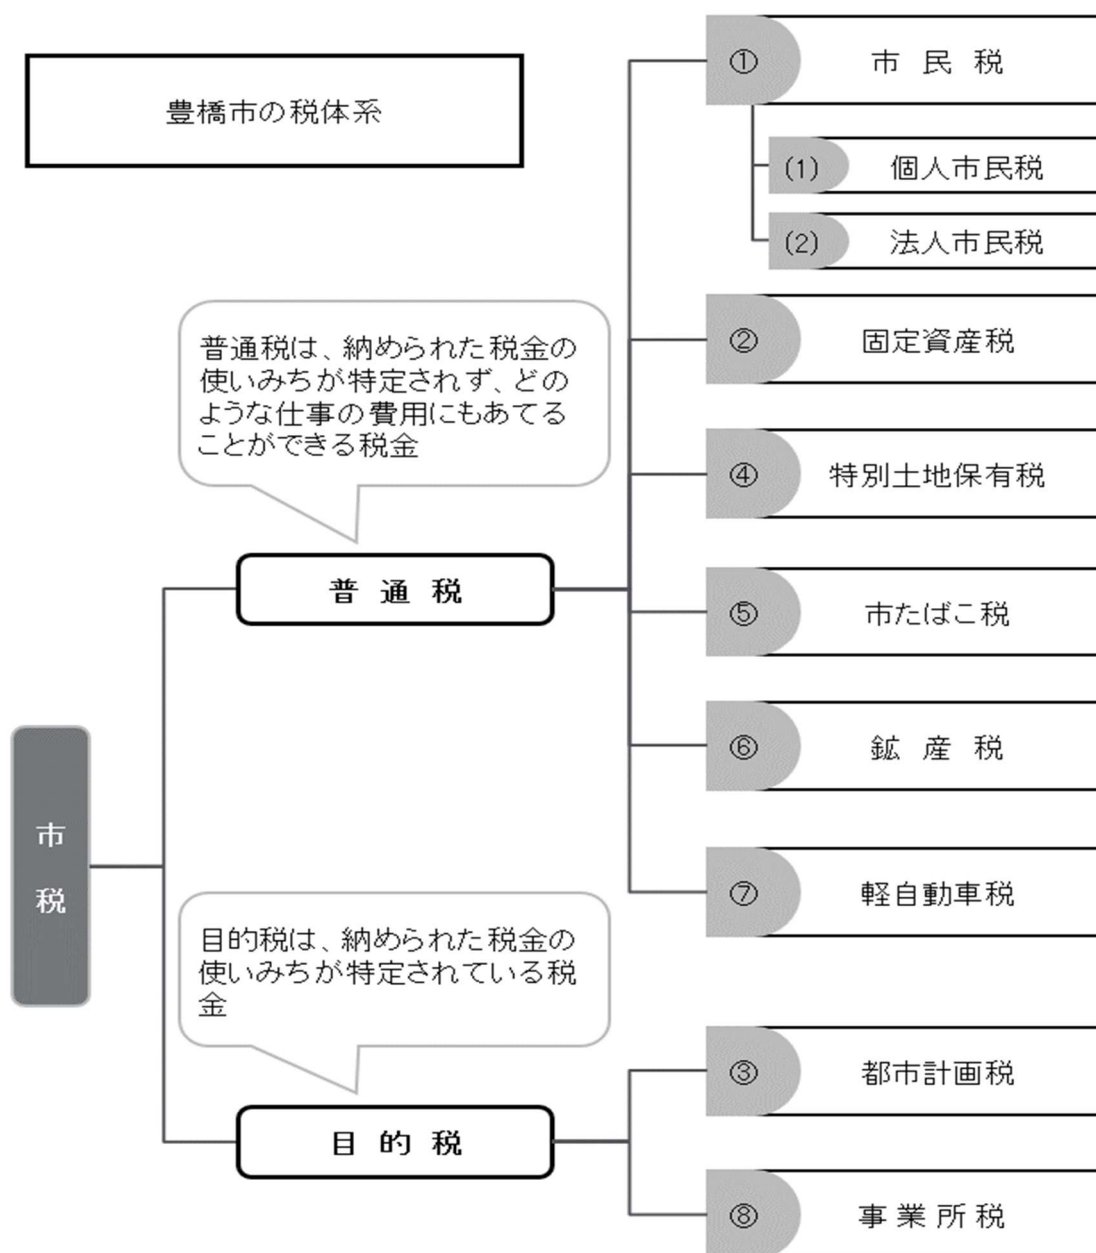 豊橋市の税体系
① 市民税
(1) 個人市民税
(2) 法人市民税
② 固定資産税
普通税は、納められた税金の
使いみちが特定されず、どの
ような仕事の費用にもあてる
ことができる税金
④ 特別土地保有税
普通税
⑤ 市たばこ税
⑥ 鉱産税
市
税
⑦ 軽自動車税
目的税は、納められた税金の
使いみちが特定されている税
金
③ 都市計画税
目的税
⑧ 事業所税